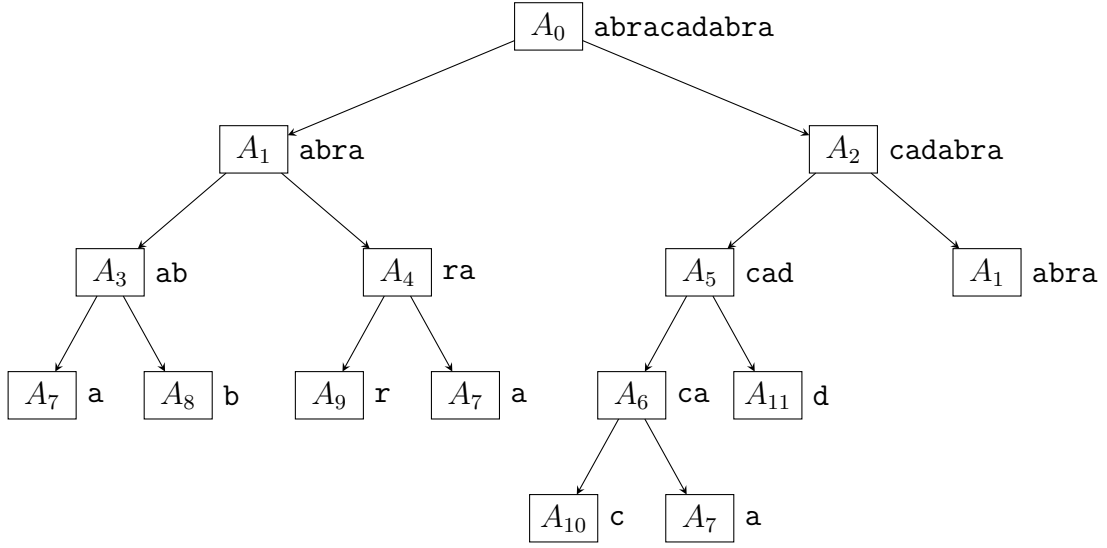 A₀ abracadabra
A₁ abra A₂ cadabra
A₃ ab A₄ ra A₅ cad A₁ abra
A₇ a A₈ b A₉ r A₇ a A₆ ca A₁₁ d
A₁₀ c A₇ a